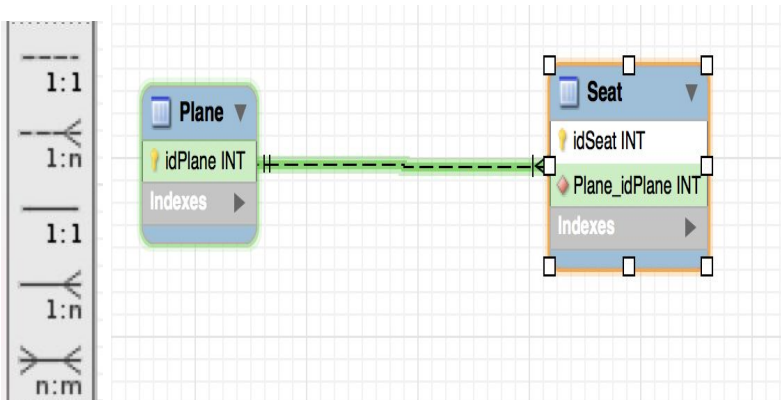 1:1
1:n
1:1
1:n
n:m
Plane
idPlane INT
Indexes
Seat
idSeat INT
Plane_idPlane INT
Indexes